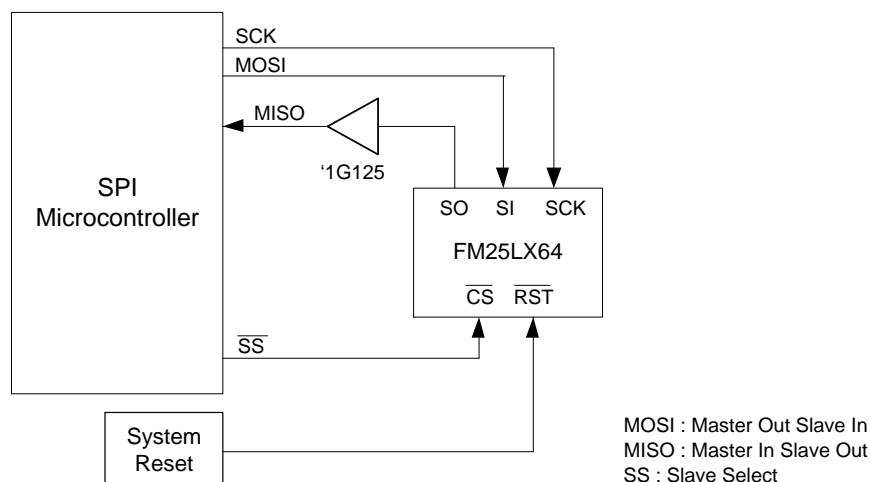 SCK
MOSI
MISO
‘1G125
SPI
Microcontroller
SO SI SCK
FM25LX64
CS RST
SS
System
Reset
MOSI : Master Out Slave In
MISO : Master In Slave Out
SS : Slave Select